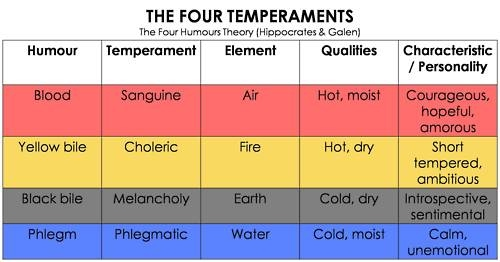 THE FOUR TEMPERAMENTS
The Four Humours Theory (Hippocrates & Galen)
Humour Temperament Element Qualities Characteristic
/ Personality
Blood Sanguine Air Hot, moist Courageous,
hopeful,
amorous
Yellow bile Choleric Fire Hot, dry Short
tempered,
ambitious
Black bile Melancholy Earth Cold, dry Introspective,
sentimental
Phlegm Phlegmatic Water Cold, moist Calm,
unemotional